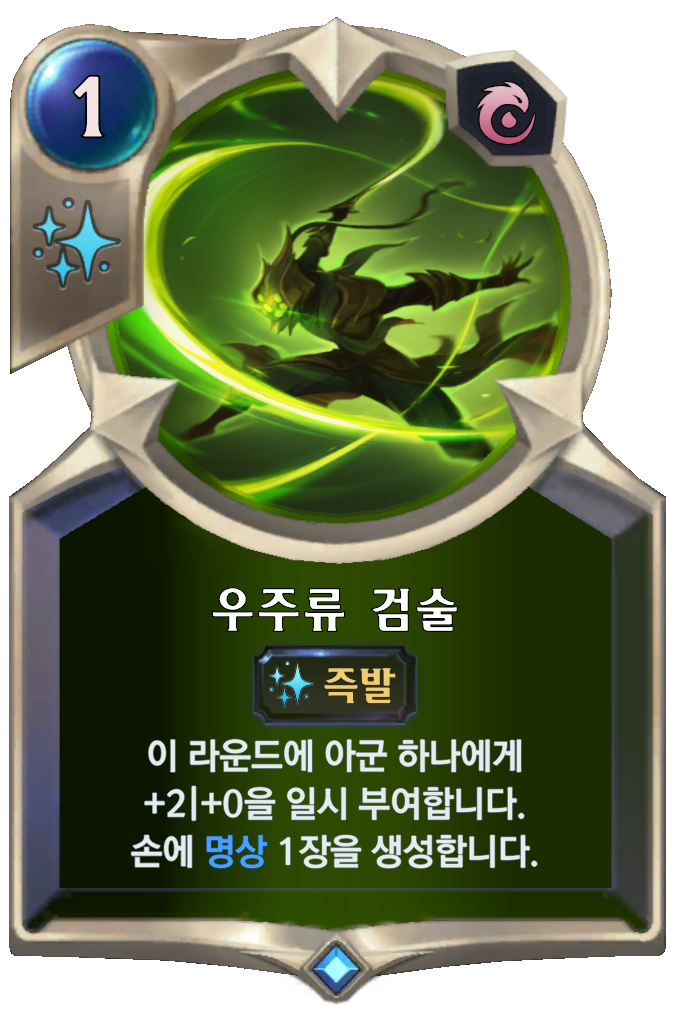 1
우주류 검술
즉발
이 라운드에 아군 하나에게
+2|+0을 일시 부여합니다.
손에 명상 1장을 생성합니다.